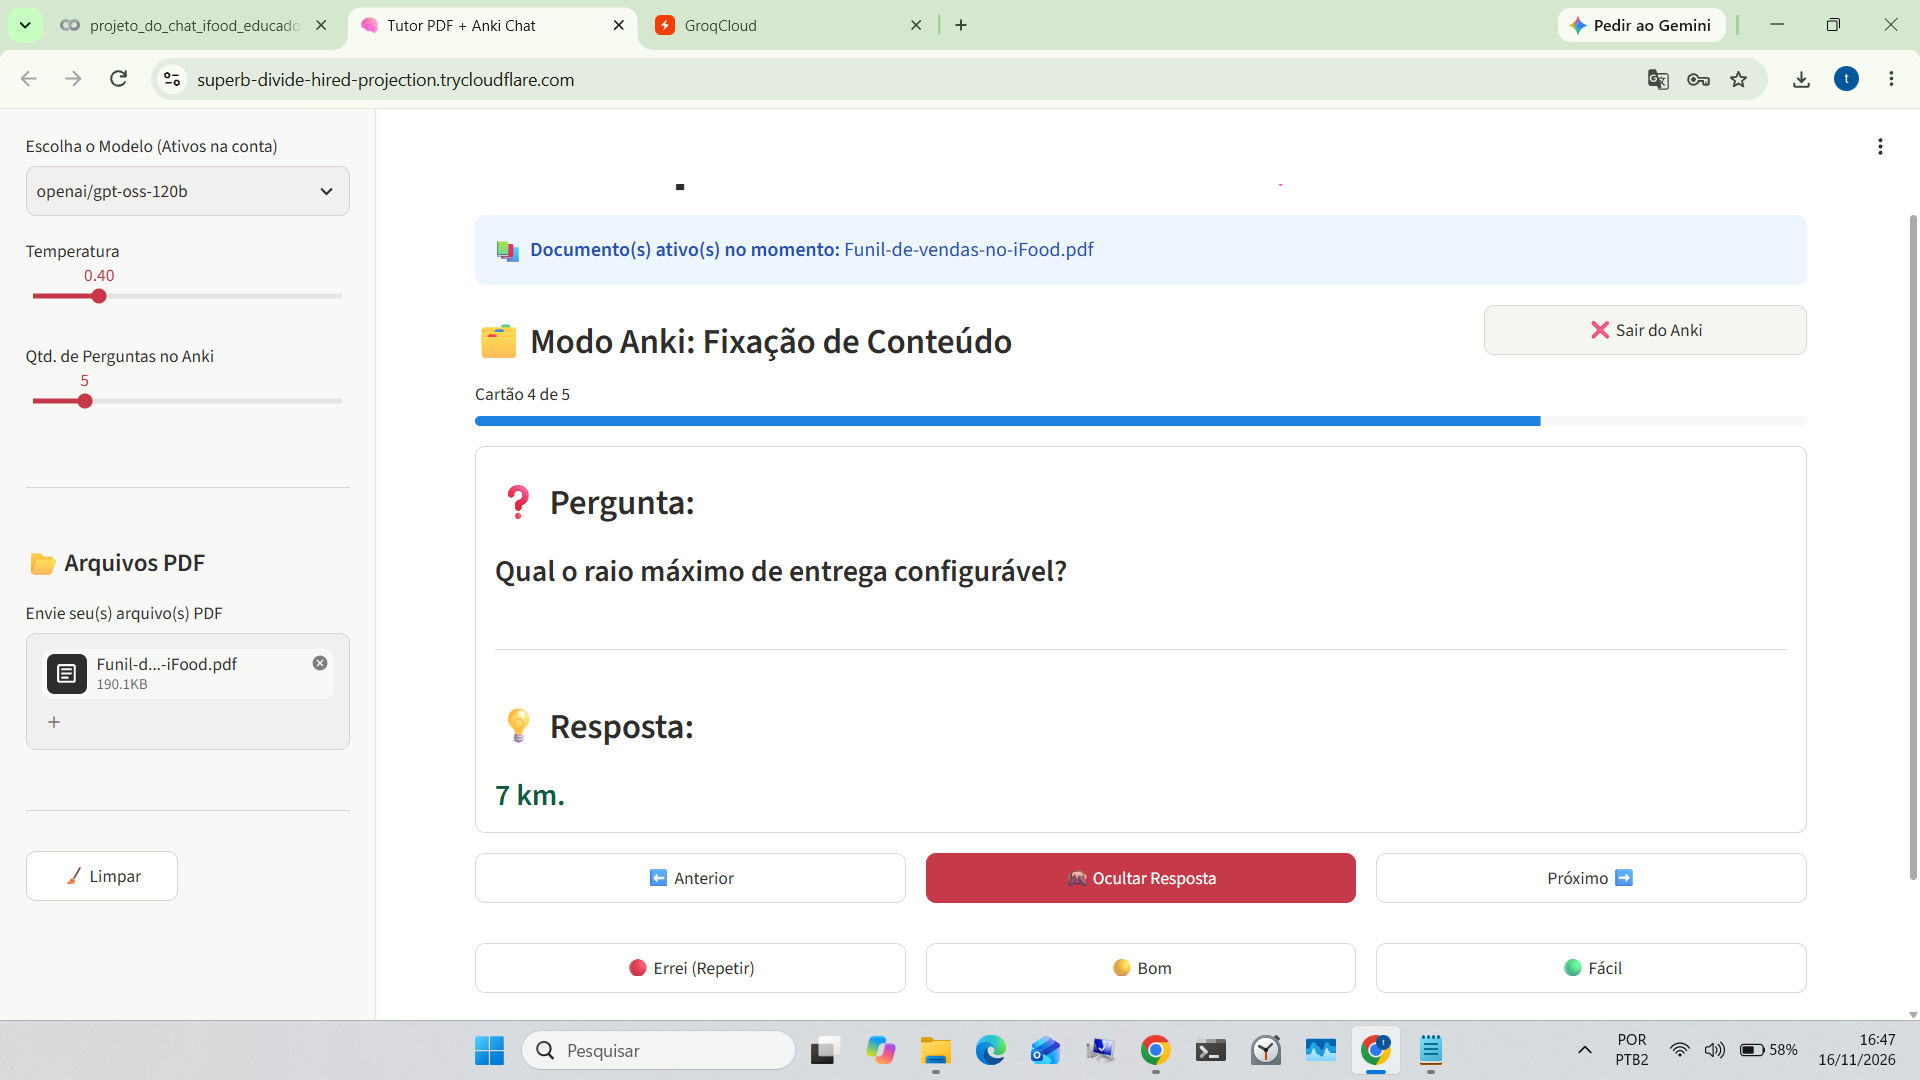 projeto_do_chat_ifood_educado
Tutor PDF + Anki Chat
GroqCloud
Pedir ao Gemini
superb-divide-hired-projection.trycloudflare.com
t
Escolha o Modelo (Ativos na conta)
openai/gpt-oss-120b
Temperatura
0.40
Qtd. de Perguntas no Anki
5
Arquivos PDF
Envie seu(s) arquivo(s) PDF
Funil-d...-iFood.pdf
190.1KB
Limpar
Documento(s) ativo(s) no momento: Funil-de-vendas-no-iFood.pdf
Modo Anki: Fixação de Conteúdo
Sair do Anki
Cartão 4 de 5
Pergunta:
Qual o raio máximo de entrega configurável?
Resposta:
7 km.
Anterior
Ocultar Resposta
Próximo
Errei (Repetir)
Bom
Fácil
Pesquisar
POR
PTB2
58%
16:47
16/11/2026